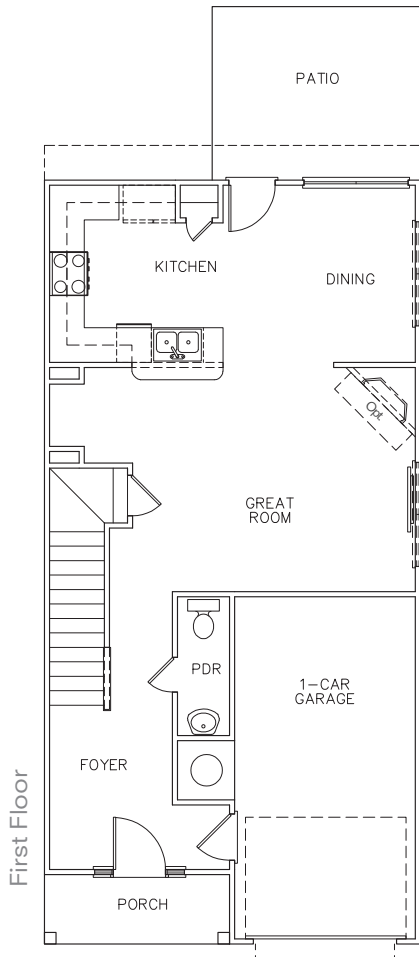 PATIO
KITCHEN
DINING
Opt.
GREAT
ROOM
PDR
1-CAR
GARAGE
FOYER
First Floor
PORCH